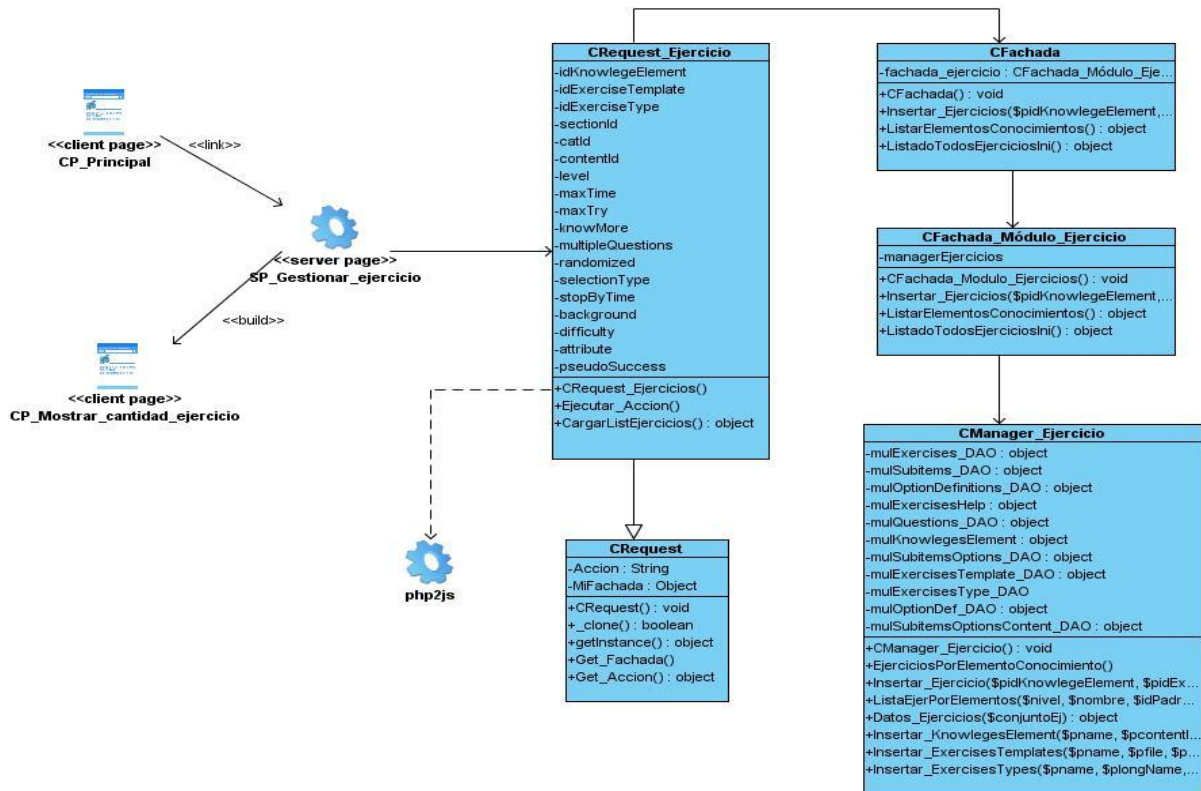 <<client page>>
CP_Principal
<<link>>
<<server page>>
SP_Gestionar_ejercicio
<<build>>
<<client page>>
CP_Mostrar_cantidad_ejercicio
CRequest_Ejercicio
-idKnowlegeElement
-idExerciseTemplate
-idExerciseType
-sectionId
-catId
-contentId
-level
-maxTime
-maxTry
-knowMore
-multipleQuestions
-randomized
-selectionType
-stopByTime
-background
-difficulty
-attribute
-pseudoSuccess
+CRequest_Ejercicios()
+Ejecutar_Accion()
+CargarListEjercicios() : object
php2js
CRequest
-Accion : String
-MiFachada : Object
+CRequest() : void
+_clone() : boolean
+getInstance() : object
+Get_Fachada()
+Get_Accion() : object
CFachada
-fachada_ejercicio : CFachada_Módulo_Eje...
+CFachada() : void
+Insertar_Ejercicios($pidKnowlegeElement,...
+ListarElementosConocimientos() : object
+ListadoTodosEjerciciosIni() : object
CFachada_Módulo_Ejercicio
-managerEjercicios
+CFachada_Modulo_Ejercicios() : void
+Insertar_Ejercicios($pidKnowlegeElement,...
+ListarElementosConocimientos() : object
+ListadoTodosEjerciciosIni() : object
CManager_Ejercicio
-mulExercises_DAO : object
-mulSubitems_DAO : object
-mulOptionDefinitions_DAO : object
-mulExercisesHelp : object
-mulQuestions_DAO : object
-mulKnowlegesElement : object
-mulSubitemsOptions_DAO : object
-mulExercisesTemplate_DAO : object
-mulExercisesType_DAO
-mulOptionDef_DAO : object
-mulSubitemsOptionsContent_DAO : object
+CManager_Ejercicio() : void
+EjerciciosPorElementoConocimiento()
+Insertar_Ejercicio($pidKnowlegeElement, $pidEx...
+ListaEjerPorElementos($nivel, $nombre, $idPadr...
+Datos_Ejercicios($conjuntoEj) : object
+Insertar_KnowlegesElement($pname, $pcontentI...
+Insertar_ExercisesTemplates($pname, $pfile, $p...
+Insertar_ExercisesTypes($pname, $plongName,...